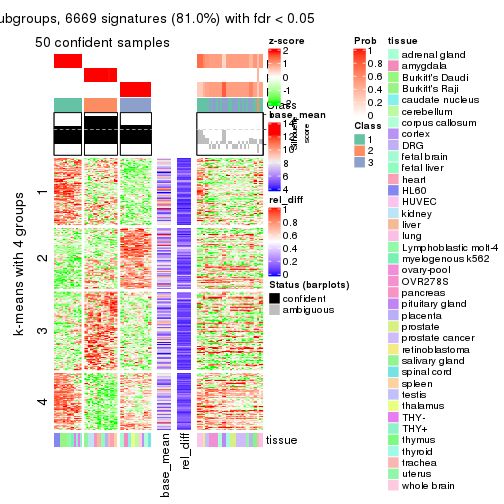 ubgroups, 6669 signatures (81.0%) with fdr < 0.05
50 confident samples
Class
silhouette score
k-means with 4 groups
1
2
3
4
base_mean
rel_diff
tissue
z-score
2
1
0
-1
-2
base_mean
14
8
6
4
rel_diff
1
0.8
0.6
0.4
0.2
0
Status (barplots)
confident
ambiguous
Prob
1
0.8
0.6
0.4
0.2
0
Class
1
2
3
tissue
adrenal gland
amygdala
Burkitt's Daudi
Burkitt's Raji
caudate nucleus
cerebellum
corpus callosum
cortex
DRG
fetal brain
fetal liver
heart
HL60
HUVEC
kidney
liver
lung
Lymphoblastic molt-4
myelogenous k562
ovary-pool
OVR278S
pancreas
pituitary gland
placenta
prostate
prostate cancer
retinoblastoma
salivary gland
spinal cord
spleen
testis
thalamus
THY-
THY+
thymus
thyroid
trachea
uterus
whole brain